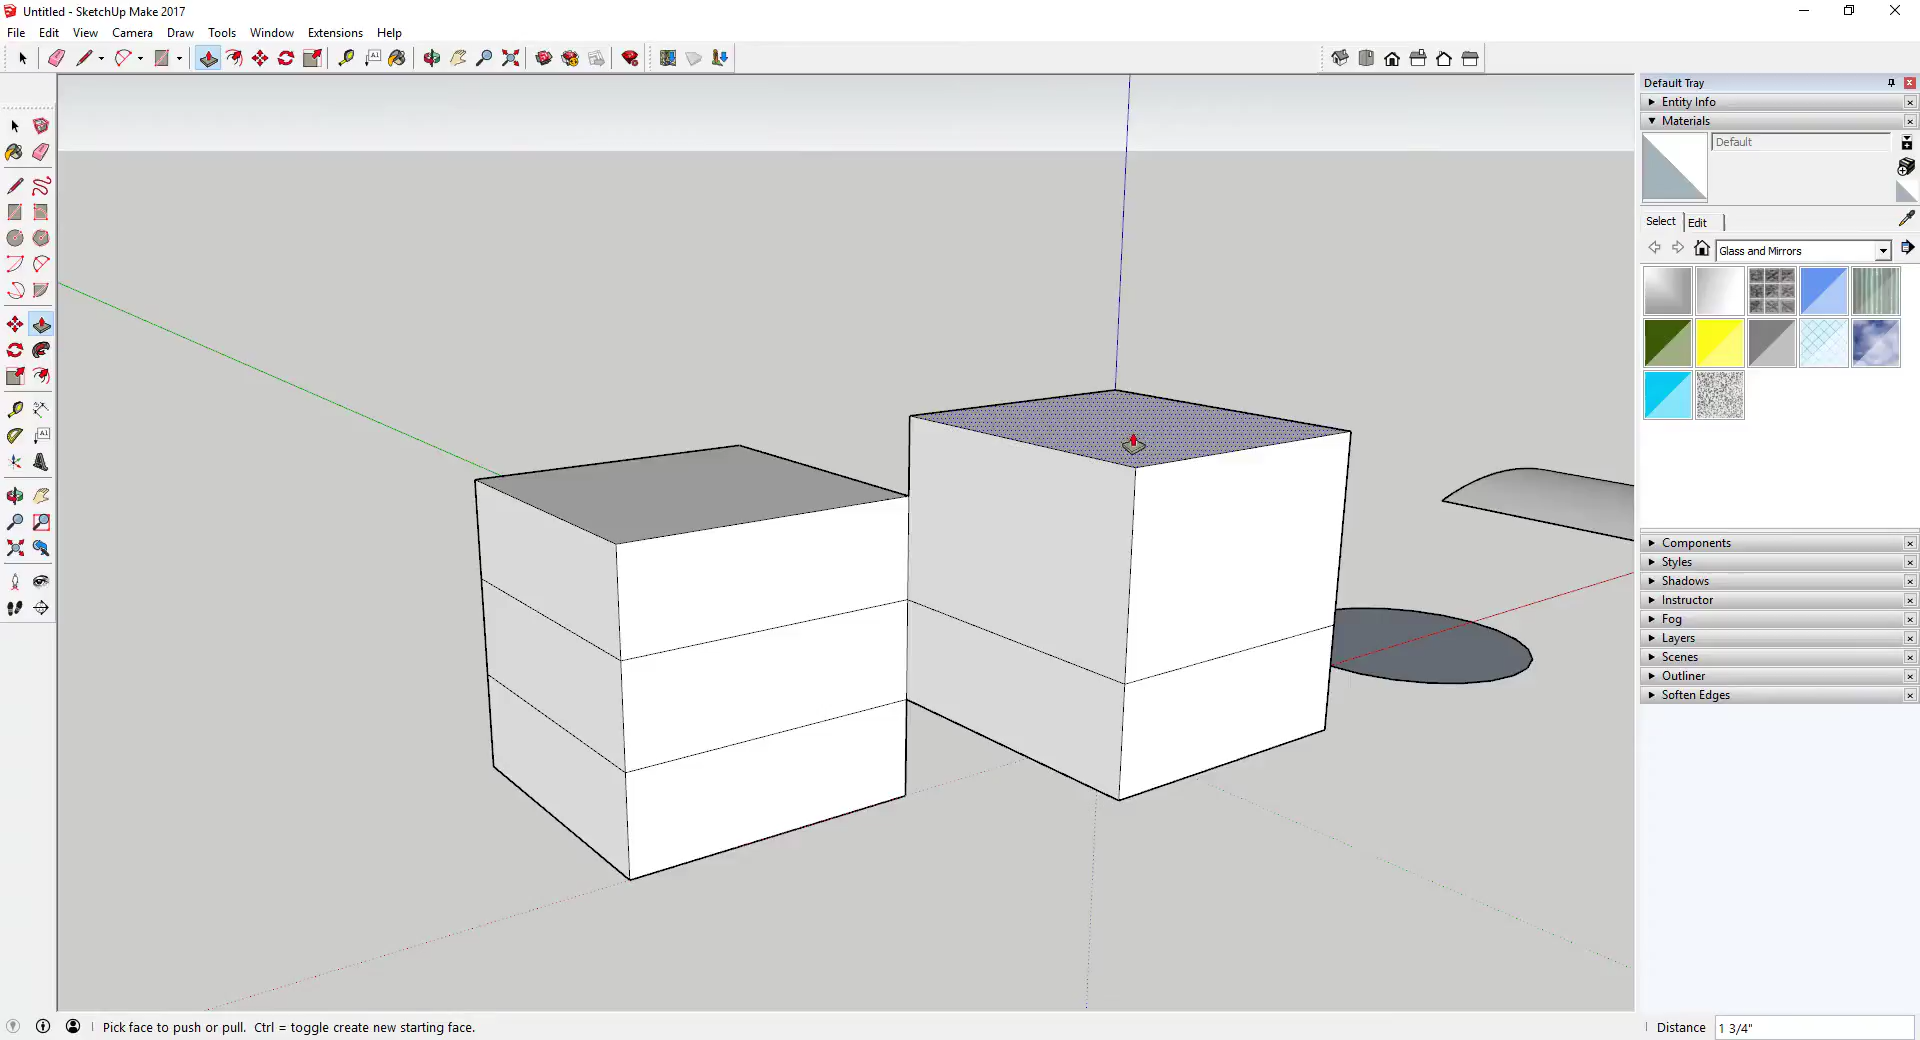 Untitled - SketchUp Make 2017
File Edit View Camera Draw Tools Window Extensions Help
A1
Default Tray
Entity Info
Materials
Default
Select Edit
Glass and Mirrors
A1
Components
Styles
Shadows
Instructor
Fog
Layers
Scenes
Outliner
Soften Edges
Pick face to push or pull. Ctrl = toggle create new starting face.
Distance 1 3/4"